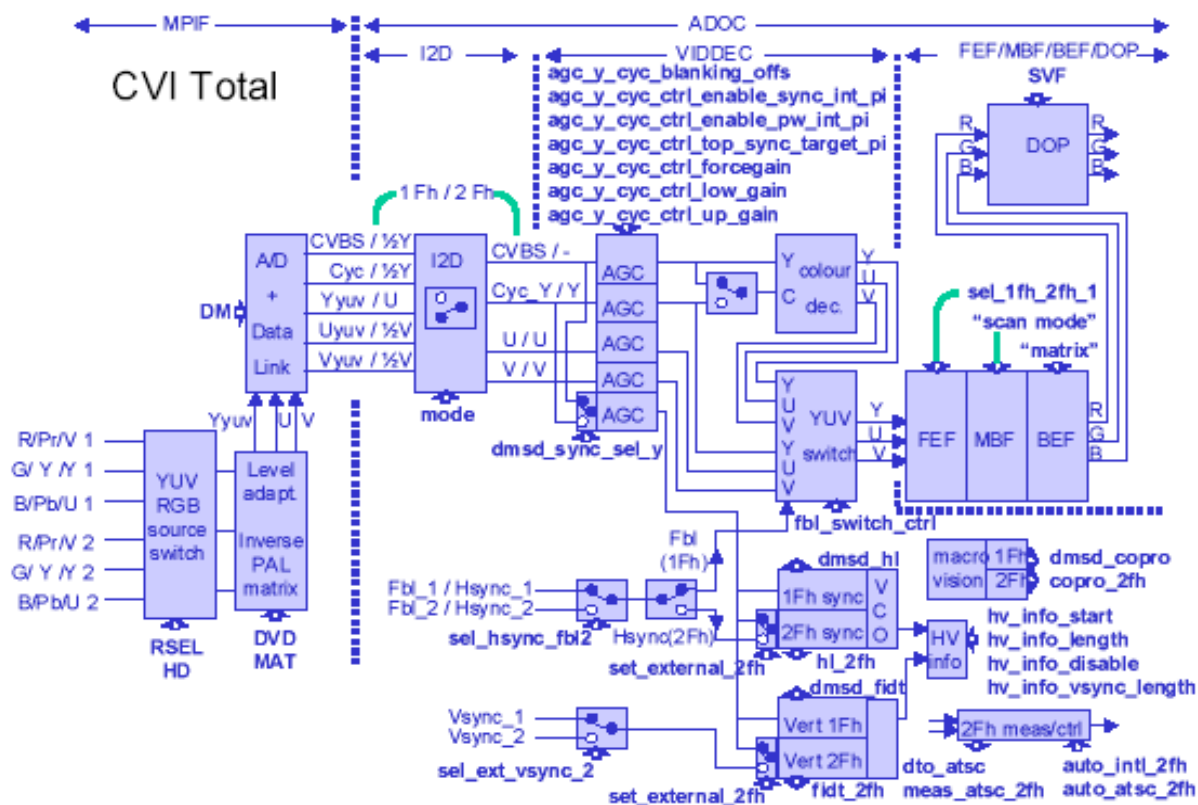 MPIF
ADOC
I2D
VIDDEC
FEF/MBF/BEF/DOP
CVI Total
agc_y_cyc_blanking_offs
agc_y_cyc_ctrl_enable_sync_int_pi
agc_y_cyc_ctrl_enable_pw_int_pi
agc_y_cyc_ctrl_top_sync_target_pi
agc_y_cyc_ctrl_forcegain
agc_y_cyc_ctrl_low_gain
agc_y_cyc_ctrl_up_gain
SVF
R
G
B
DOP
R
G
B
1 Fh / 2 Fh
A/D
+
Data
Link
DM
CVBS / ½Y
Cyc / ½Y
Yyuv / U
Uyuv / ½V
Vyuv / ½V
I2D
mode
CVBS / -
Cyc_Y / Y
U / U
V / V
AGC
AGC
AGC
AGC
AGC
dmsd_sync_sel_y
Y
C
colour
dec.
Y
U
V
Y
U
V
Y
U
V
YUV
switch
Y
U
V
fbl_switch_ctrl
sel_1fh_2fh_1
“scan mode”
“matrix”
FEF
MBF
BEF
R
G
B
Yyuv
U
V
R/Pr/V 1
G/ Y /Y 1
B/Pb/U 1
R/Pr/V 2
G/ Y /Y 2
B/Pb/U 2
YUV
RGB
source
switch
Level
adapt.
Inverse
PAL
matrix
RSEL
HD
DVD
MAT
Fbl
(1Fh)
Fbl_1 / Hsync_1
Fbl_2 / Hsync_2
sel_hsync_fbl2
Hsync(2Fh)
set_external_2fh
dmsd_hl
1Fh sync
2Fh sync
V
C
O
hl_2fh
macro
vision
1Fh
2Fh
dmsd_copro
copro_2fh
HV
info
hv_info_start
hv_info_length
hv_info_disable
hv_info_vsync_length
Vsync_1
Vsync_2
sel_ext_vsync_2
set_external_2fh
dmsd_fidt
Vert 1Fh
Vert 2Fh
fidt_2fh
2Fh meas/ctrl
dto_atsc
meas_atsc_2fh
auto_intl_2fh
auto_atsc_2fh